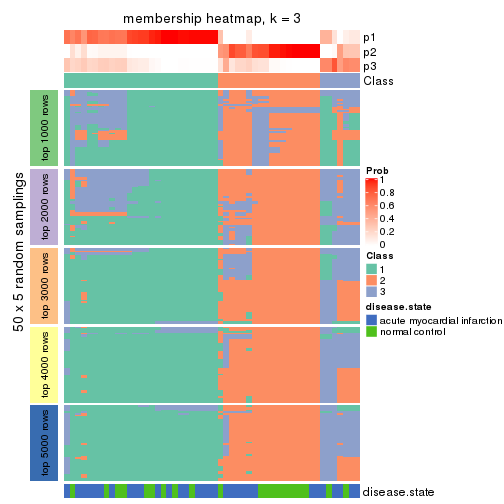 membership heatmap, k = 3
p1
p2
p3
Class
50 x 5 random samplings
top 1000 rows
top 2000 rows
top 3000 rows
top 4000 rows
top 5000 rows
Prob
1
0.8
0.6
0.4
0.2
0
Class
1
2
3
disease.state
acute myocardial infarction
normal control
disease.state